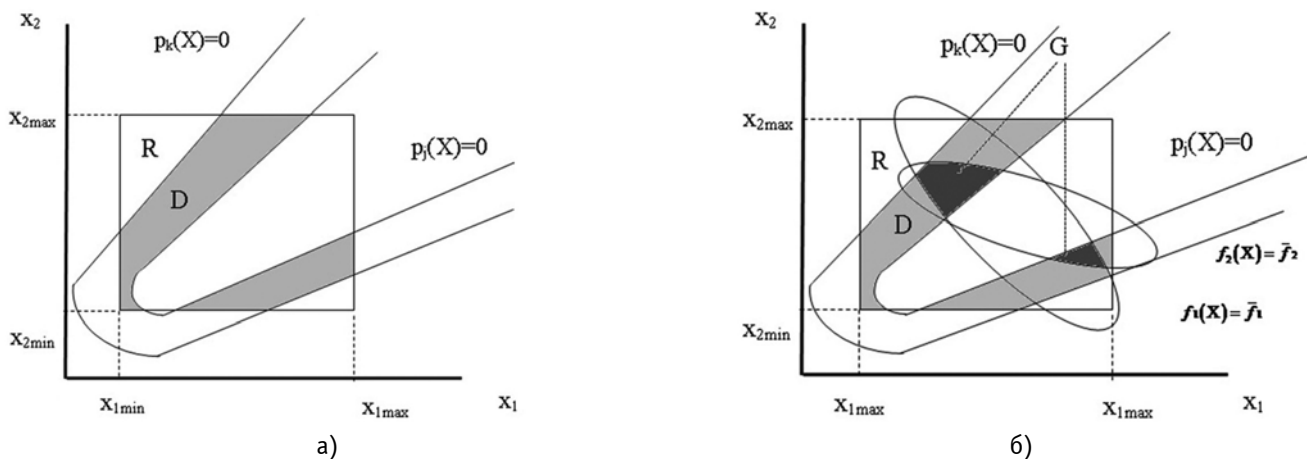 x2
pk(X)=0
x2max
R
pj(X)=0
D
x2min
x1min
x1max
x1
а)
x2
pk(X)=0
G
x2max
R
pj(X)=0
D
f2(X) = f̄2
f1(X) = f̄1
x2min
x1max
x1max
x1
б)